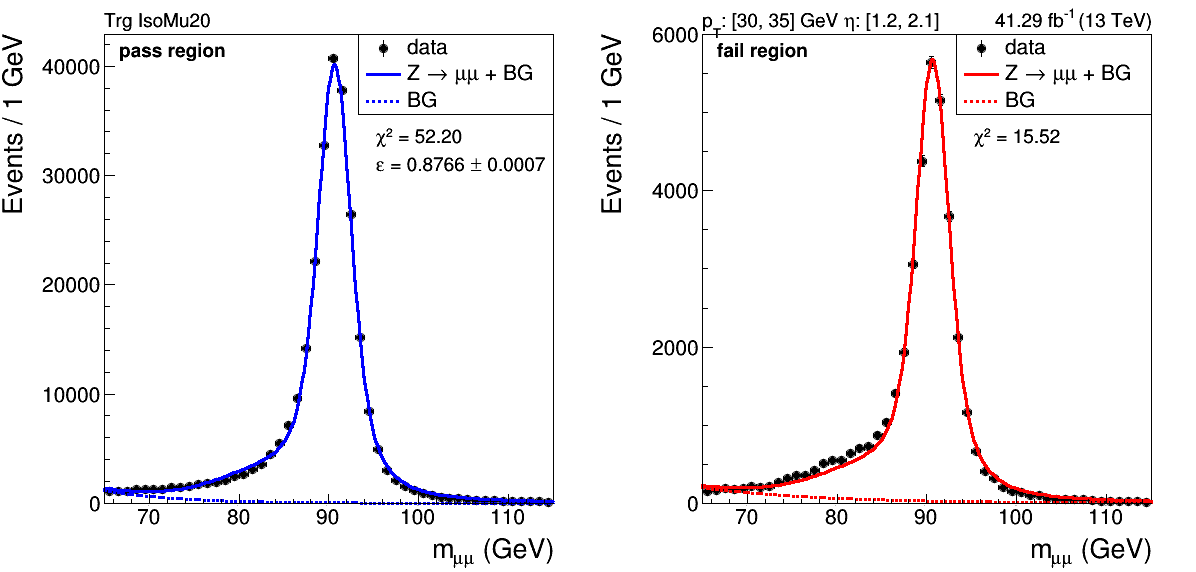 Trg IsoMu20
pass region
data
Z → μμ + BG
BG
χ² = 52.20
ε = 0.8766 ± 0.0007
Events / 1 GeV
40000
30000
20000
10000
0
70 80 90 100 110
m_μμ (GeV)
p_T: [30, 35] GeV η: [1.2, 2.1] 41.29 fb⁻¹ (13 TeV)
fail region
data
Z → μμ + BG
BG
χ² = 15.52
Events / 1 GeV
6000
4000
2000
0
70 80 90 100 110
m_μμ (GeV)